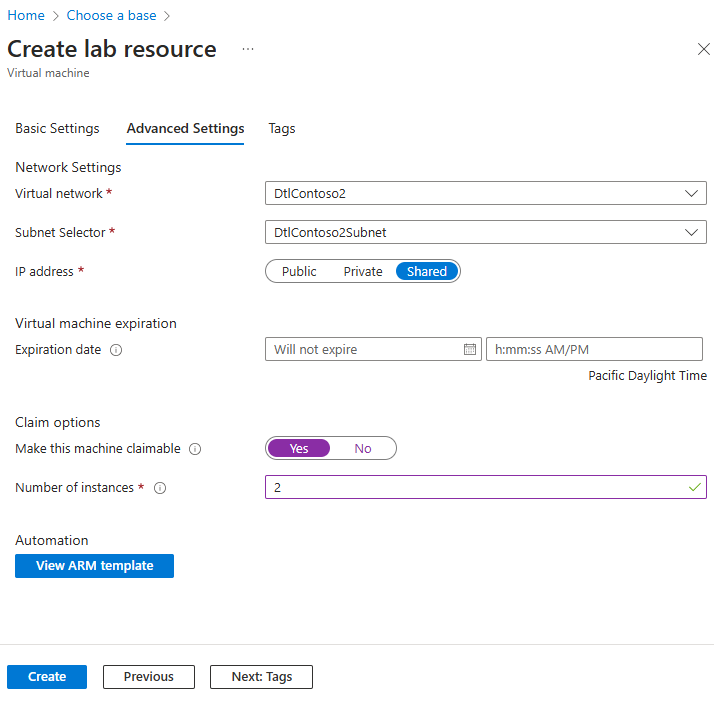 Home > Choose a base >
Create lab resource ...
Virtual machine
Basic Settings Advanced Settings Tags
Network Settings
Virtual network * DtlContoso2
Subnet Selector * DtlContoso2Subnet
IP address * Public Private Shared
Virtual machine expiration
Expiration date Will not expire h:mm:ss AM/PM
Pacific Daylight Time
Claim options
Make this machine claimable Yes No
Number of instances * 2
Automation
View ARM template
Create Previous Next: Tags